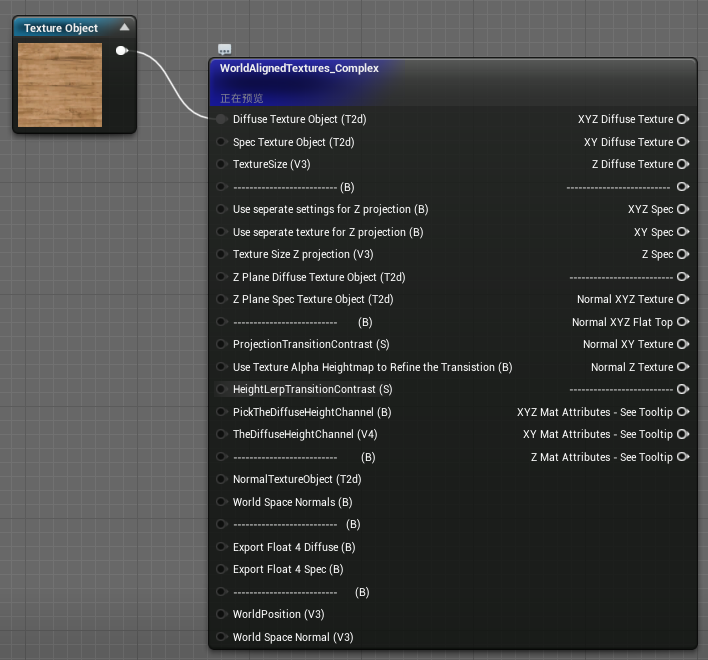 Texture Object
WorldAlignedTextures_Complex
正在预览
Diffuse Texture Object (T2d)
XYZ Diffuse Texture
Spec Texture Object (T2d)
XY Diffuse Texture
TextureSize (V3)
Z Diffuse Texture
-------------------------- (B)
--------------------------
Use seperate settings for Z projection (B)
XYZ Spec
Use seperate texture for Z projection (B)
XY Spec
Texture Size Z projection (V3)
Z Spec
Z Plane Diffuse Texture Object (T2d)
--------------------------
Z Plane Spec Texture Object (T2d)
Normal XYZ Texture
-------------------------- (B)
Normal XYZ Flat Top
ProjectionTransitionContrast (S)
Normal XY Texture
Use Texture Alpha Heightmap to Refine the Transistion (B)
Normal Z Texture
HeightLerpTransitionContrast (S)
--------------------------
PickTheDiffuseHeightChannel (B)
XYZ Mat Attributes - See Tooltip
TheDiffuseHeightChannel (V4)
XY Mat Attributes - See Tooltip
-------------------------- (B)
Z Mat Attributes - See Tooltip
NormalTextureObject (T2d)
World Space Normals (B)
-------------------------- (B)
Export Float 4 Diffuse (B)
Export Float 4 Spec (B)
-------------------------- (B)
WorldPosition (V3)
World Space Normal (V3)